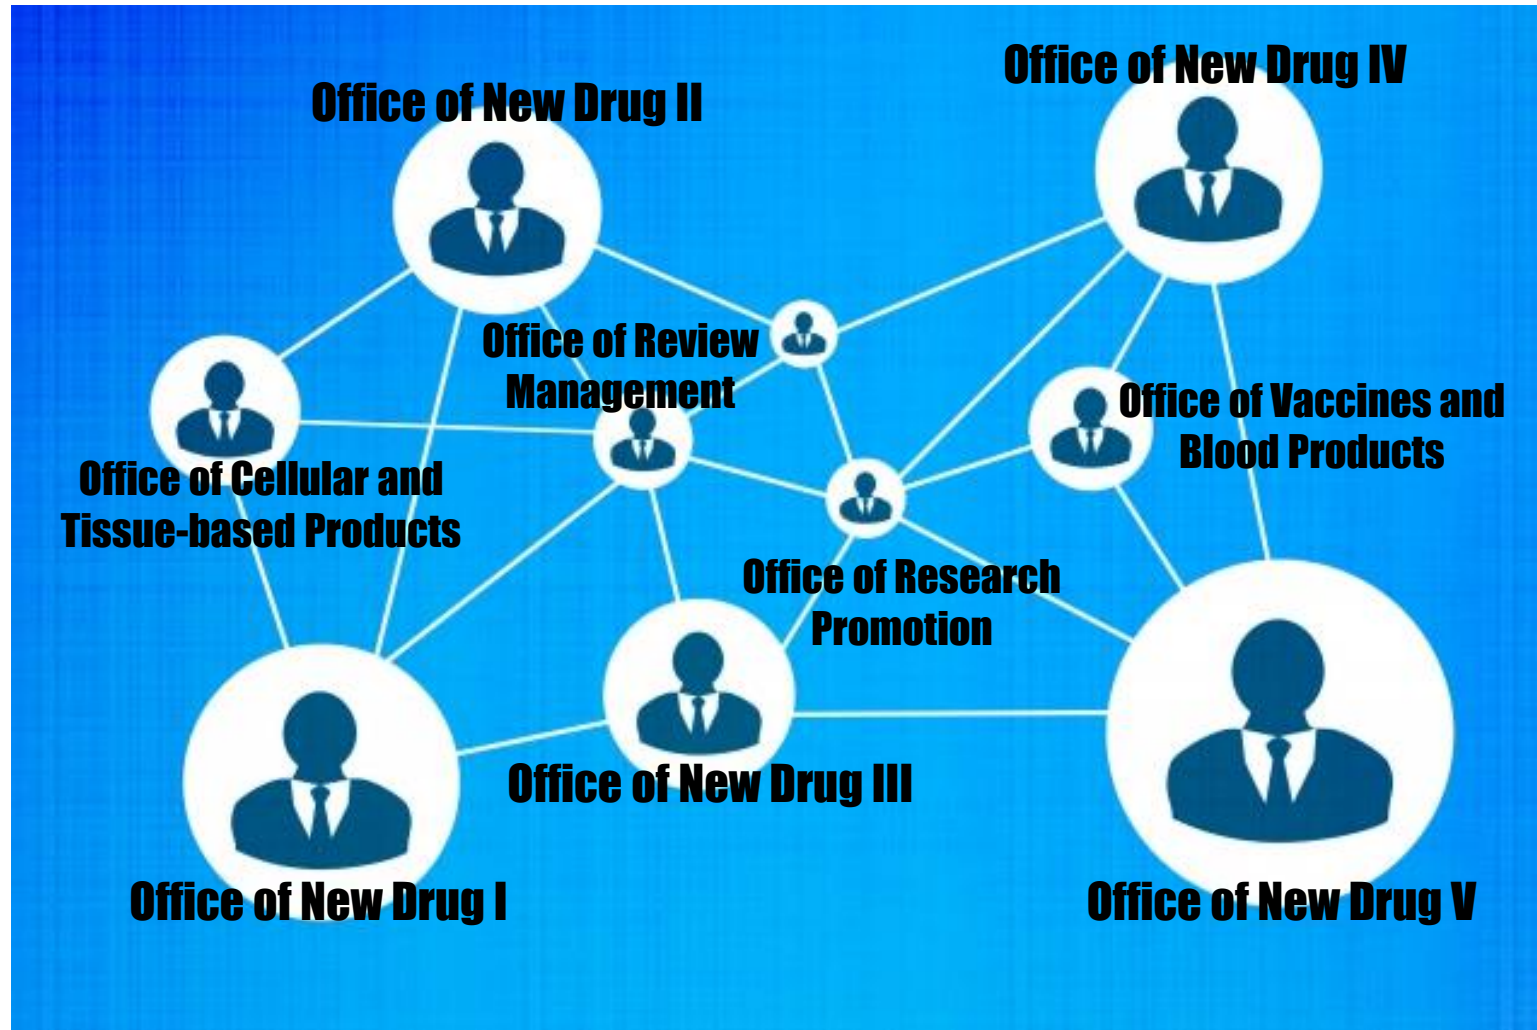 Office of New Drug IV
Office of New Drug II
Office of Review
Management
Office of Vaccines and
Blood Products
Office of Cellular and
Tissue-based Products
Office of Research
Promotion
Office of New Drug III
Office of New Drug I
Office of New Drug V